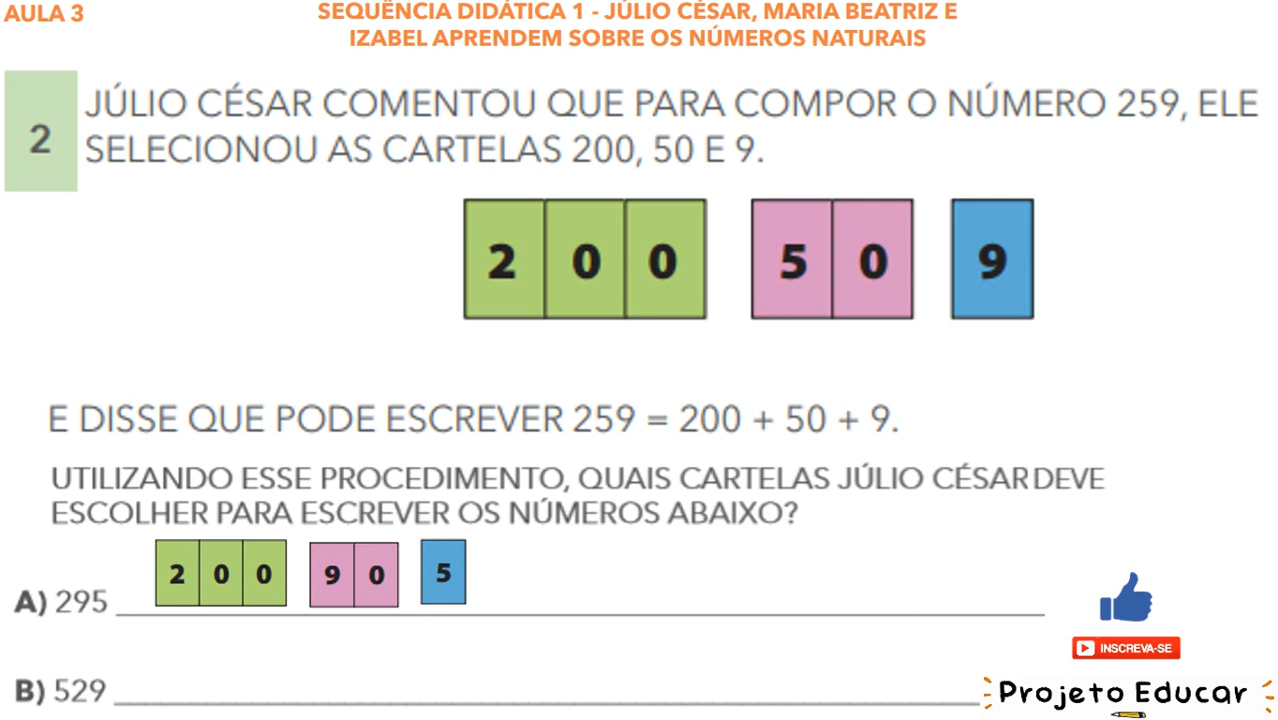 AULA 3
SEQUÊNCIA DIDÁTICA 1 - JÚLIO CÉSAR, MARIA BEATRIZ E
IZABEL APRENDEM SOBRE OS NÚMEROS NATURAIS
2
JÚLIO CÉSAR COMENTOU QUE PARA COMPOR O NÚMERO 259, ELE
SELECIONOU AS CARTELAS 200, 50 E 9.
2 0 0 5 0 9
E DISSE QUE PODE ESCREVER 259 = 200 + 50 + 9.
UTILIZANDO ESSE PROCEDIMENTO, QUAIS CARTELAS JÚLIO CÉSAR DEVE
ESCOLHER PARA ESCREVER OS NÚMEROS ABAIXO?
2 0 0 9 0 5
A) 295
INSCREVA-SE
B) 529
Projeto Educar